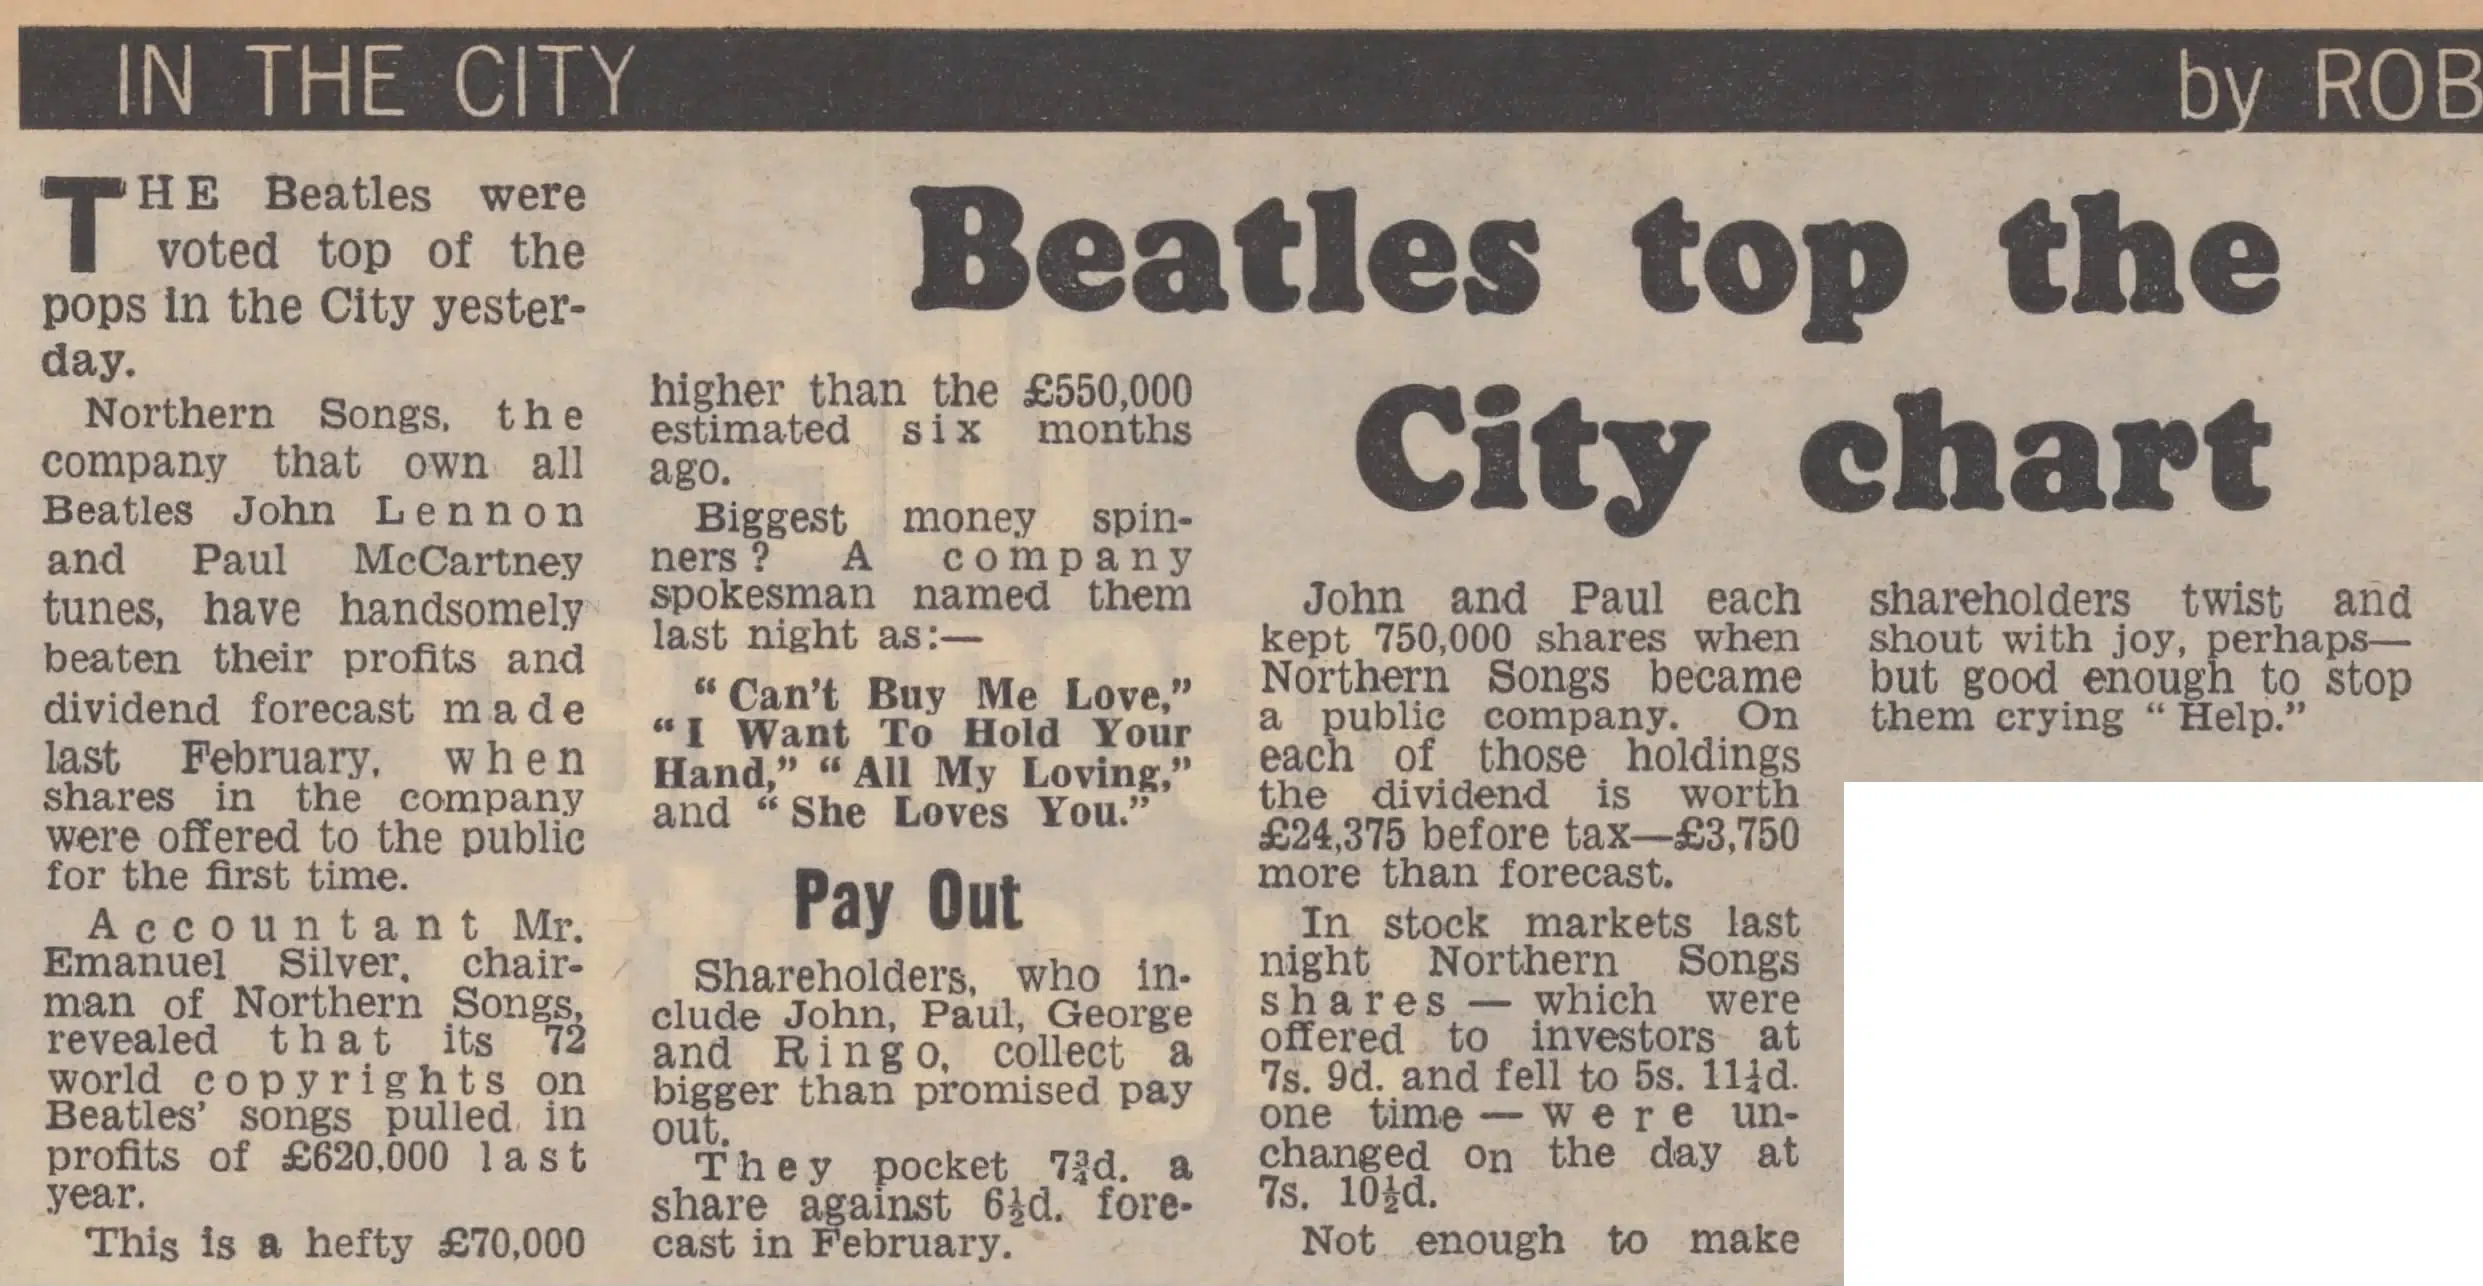 IN THE CITY
by ROB
Beatles top the
City chart
THE Beatles were
voted top of the
pops in the City yester-
day.
Northern Songs, the
company that own all
Beatles John Lennon
and Paul McCartney
tunes, have handsomely
beaten their profits and
dividend forecast made
last February, when
shares in the company
were offered to the public
for the first time.
Accountant Mr.
Emanuel Silver, chair-
man of Northern Songs,
revealed that its 72
world copyrights on
Beatles' songs pulled in
profits of £620,000 last
year.
This is a hefty £70,000
higher than the £550,000
estimated six months
ago.
Biggest money spin-
ners? A company
spokesman named them
last night as:—
"Can't Buy Me Love,"
"I Want To Hold Your
Hand," "All My Loving,"
and "She Loves You."
Pay Out
Shareholders, who in-
clude John, Paul, George
and Ringo, collect a
bigger than promised pay
out.
They pocket 7¾d. a
share against 6½d. fore-
cast in February.
John and Paul each
kept 750,000 shares when
Northern Songs became
a public company. On
each of those holdings
the dividend is worth
£24,375 before tax—£3,750
more than forecast.
In stock markets last
night Northern Songs
shares — which were
offered to investors at
7s. 9d. and fell to 5s. 11¼d.
one time — were un-
changed on the day at
7s. 10½d.
Not enough to make
shareholders twist and
shout with joy, perhaps—
but good enough to stop
them crying "Help."